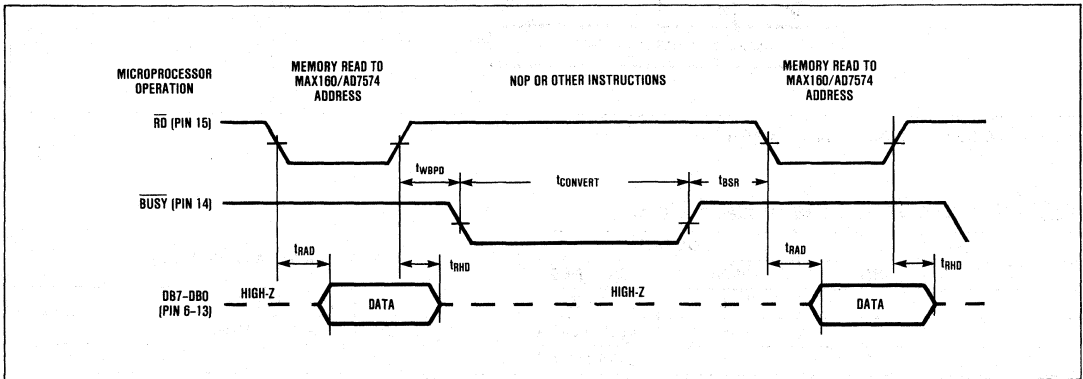 MICROPROCESSOR
OPERATION
MEMORY READ TO
MAX160/AD7574
ADDRESS
NOP OR OTHER INSTRUCTIONS
MEMORY READ TO
MAX160/AD7574
ADDRESS
RD (PIN 15)
tWBPD
tCONVERT
tBSR
BUSY (PIN 14)
tRAD
tRHD
tRAD
tRHD
DB7-DB0
(PIN 6-13)
HIGH-Z
DATA
HIGH-Z
DATA